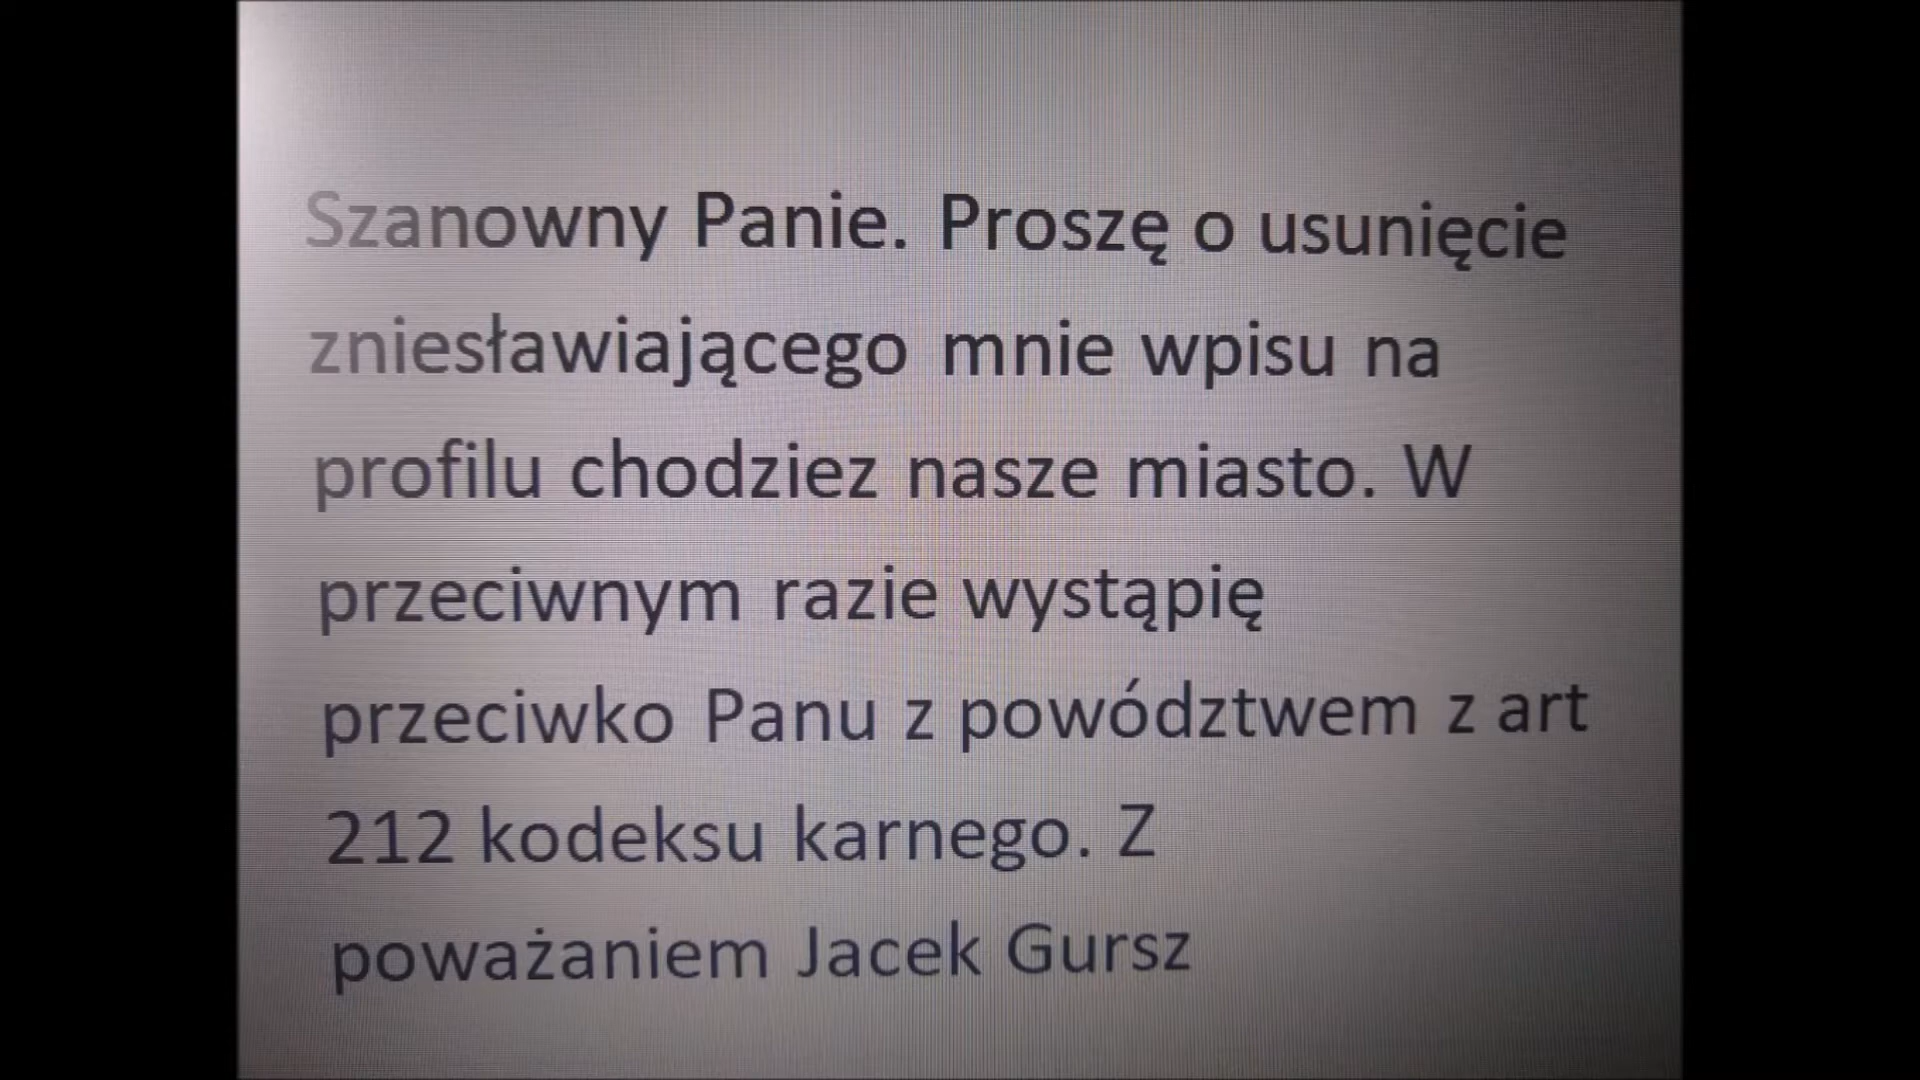 Szanowny Panie. Proszę o usunięcie
zniesławiającego mnie wpisu na
profilu chodziez nasze miasto. W
przeciwnym razie wystąpię
przeciwko Panu z powództwem z art
212 kodeksu karnego. Z
poważaniem Jacek Gursz